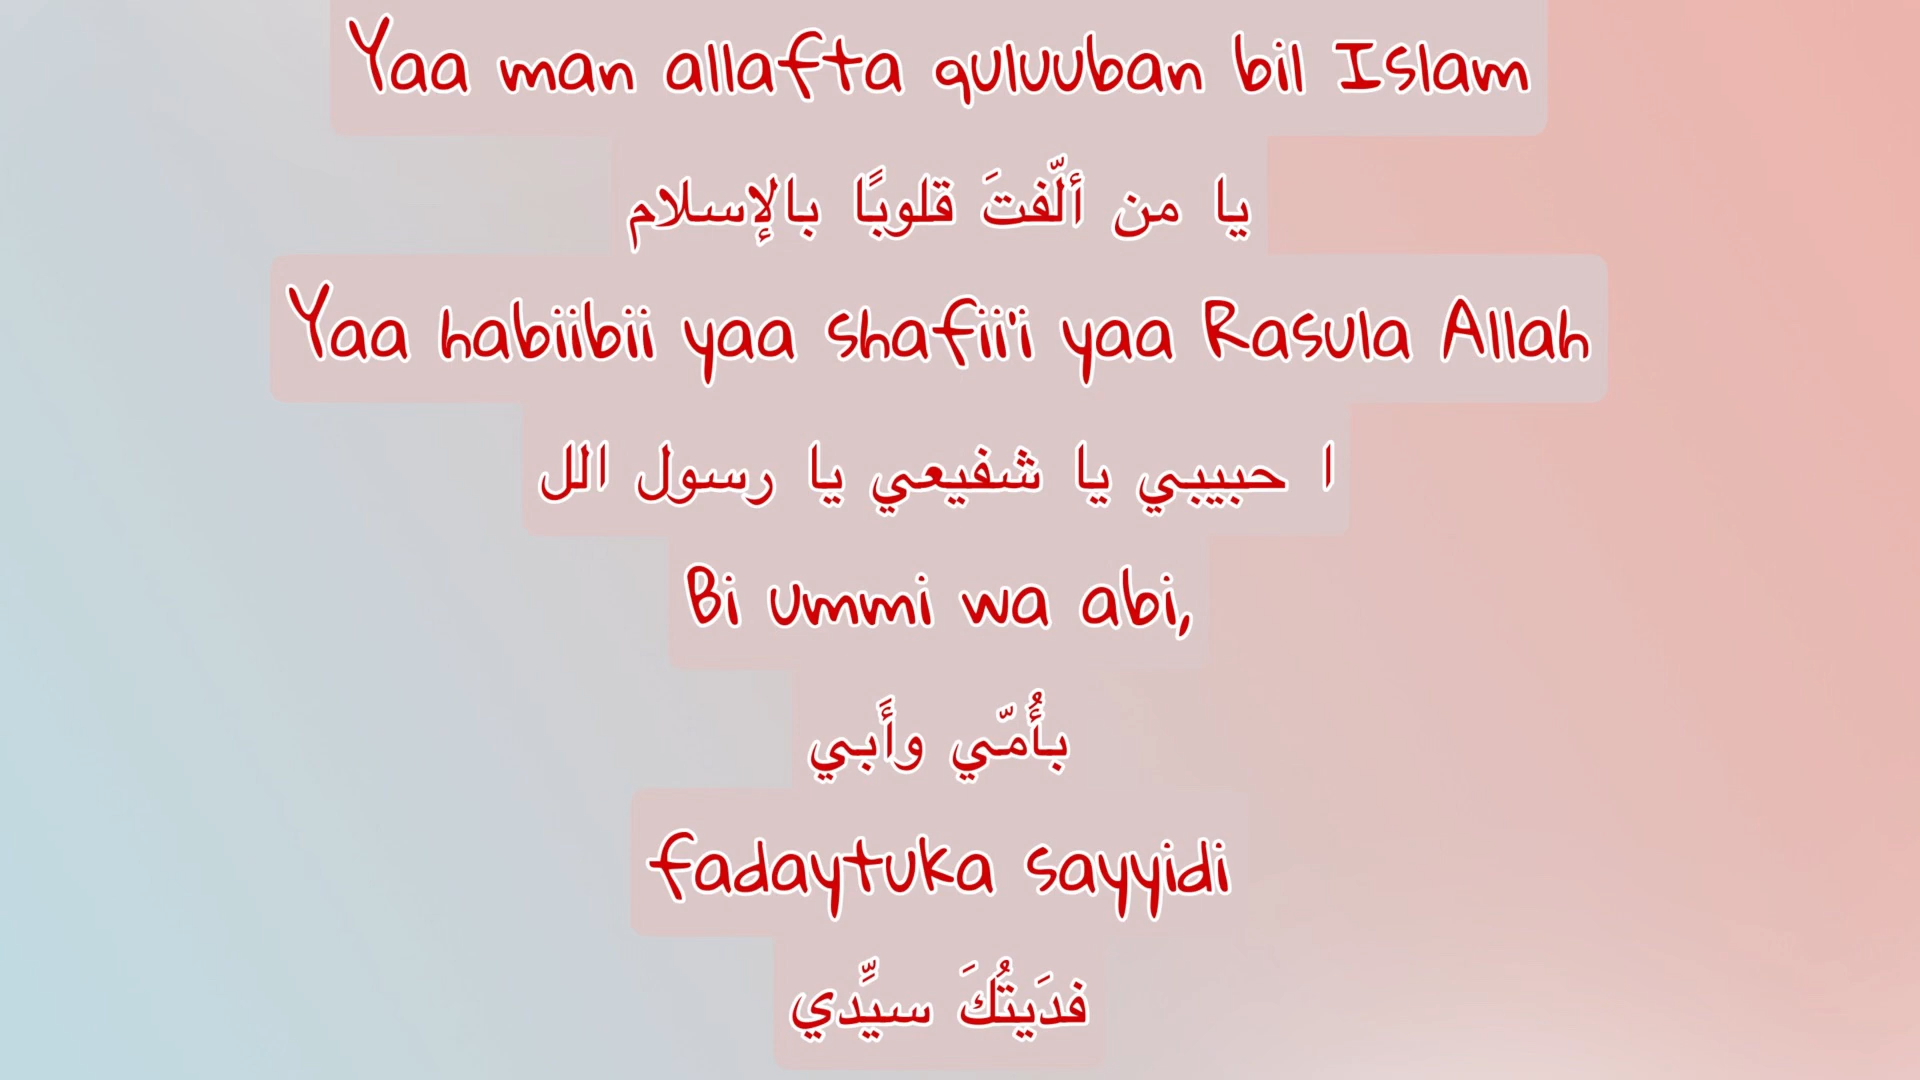 Yaa man allafta quluuban bil Islam
يا من ألّفتَ قلوبًا بالإسلام
Yaa habiibii yaa shafii'i yaa Rasula Allah
ا حبيبي يا شفيعي يا رسول الل
Bi ummi wa abi,
بأُمّي وأَبي
fadaytuka sayyidi
فدَيتُكَ سيِّدي